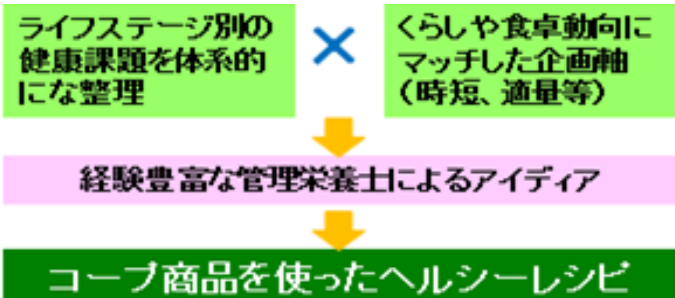 ライフステージ別の
健康課題を体系的
にな整理
×
くらしや食卓動向に
マッチした企画軸
（時短、適量等）
経験豊富な管理栄養士によるアイディア
コープ商品を使ったヘルシーレシピ